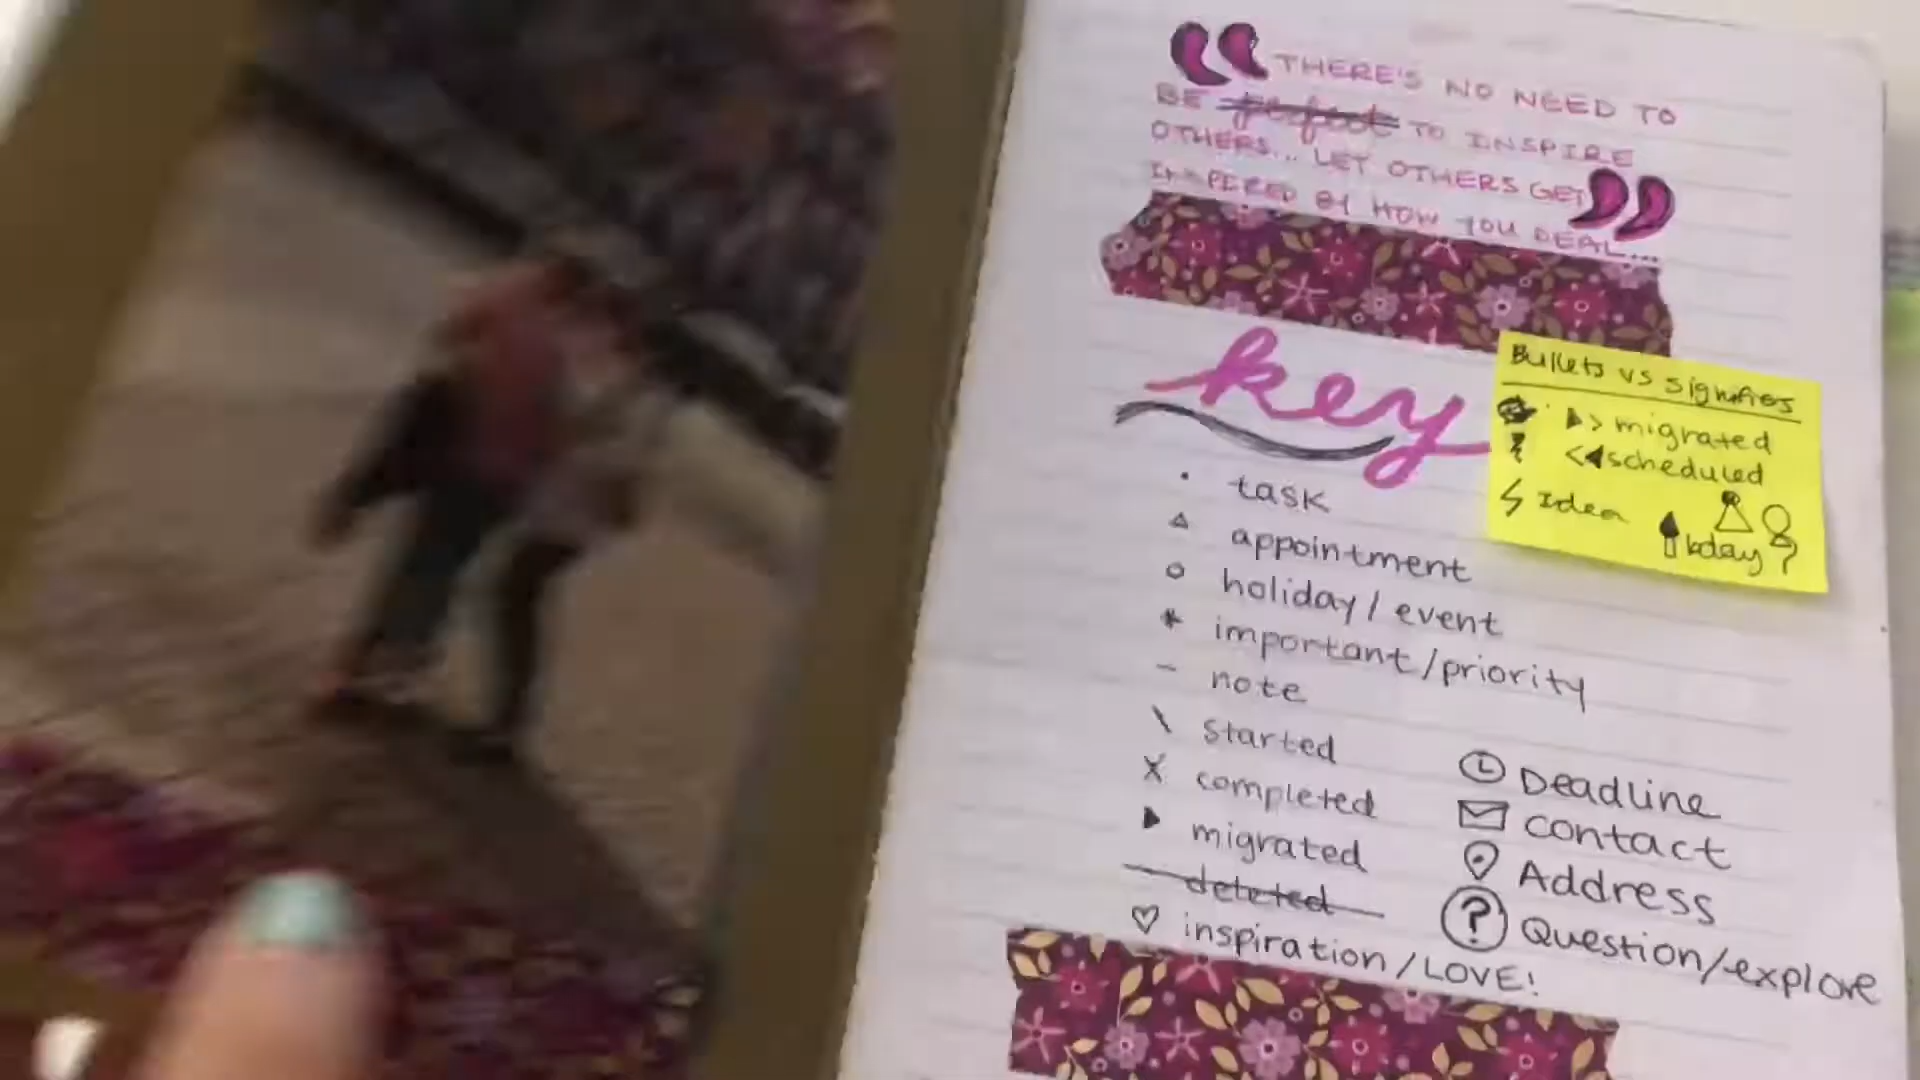 THERE'S NO NEED TO
BE perfect TO INSPIRE
OTHERS... LET OTHERS GET
INSPIRED BY HOW YOU DEAL...
key
Bullets vs signifiers
> migrated
< scheduled
Idea
bday?
• task
△ appointment
○ holiday/event
* important/priority
– note
\ started
X completed
▶ migrated
deleted
♡ inspiration/LOVE!
Deadline
contact
Address
? Question/explore